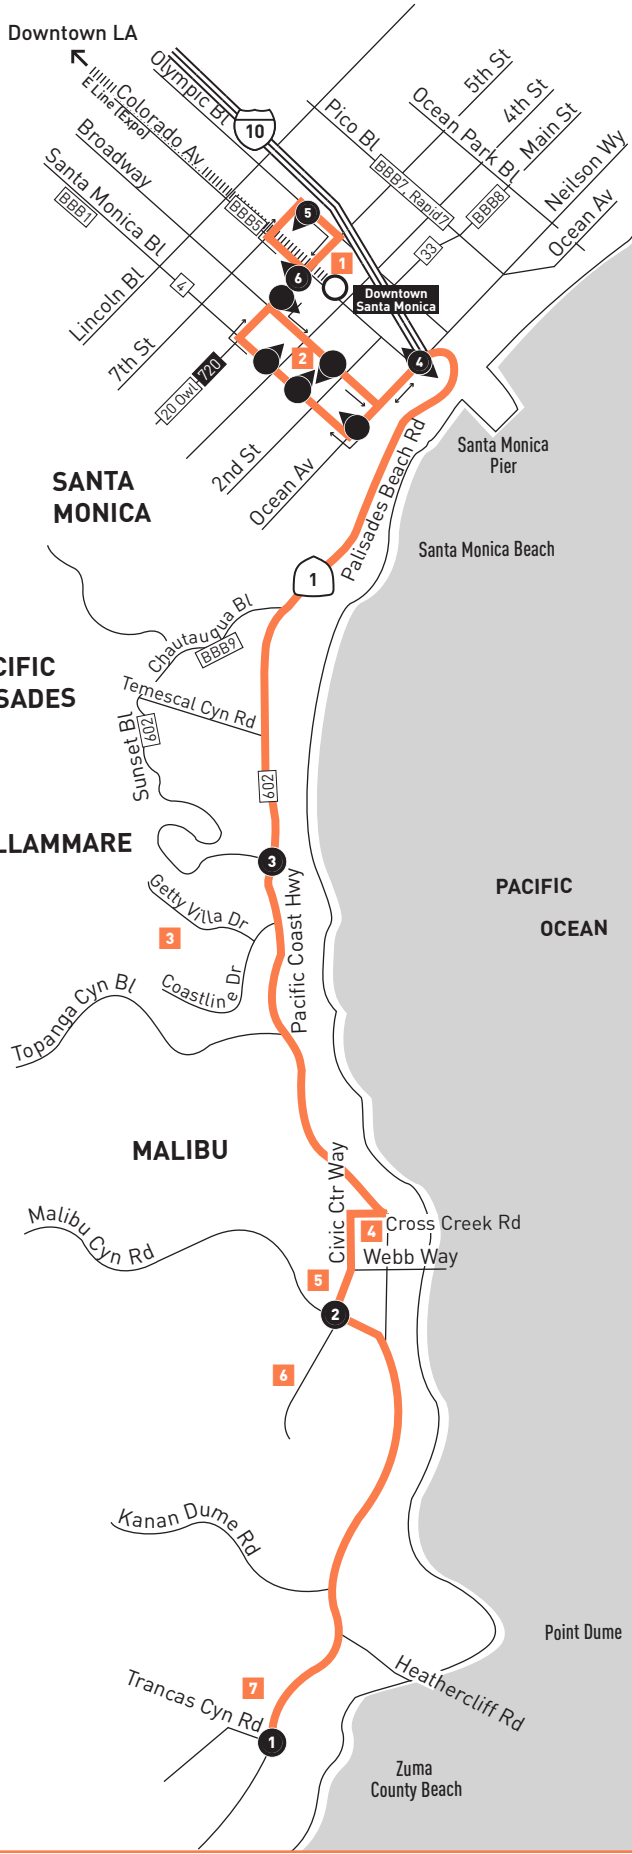 Downtown LA
E Line (Expo)
Colorado Av
Olympic Bl
10
Broadway
Santa Monica Bl
BBB1
4
Lincoln Bl
7th St
20 Owl
720
2nd St
Ocean Av
BBB5
Pico Bl
BBB7, Rapid7
Ocean Park Bl
5th St
4th St
Main St
BBB8
33
Neilson Wy
Ocean Av
5
6
1
Downtown
Santa Monica
2
4
Santa Monica
Pier
Palisades Beach Rd
SANTA
MONICA
Santa Monica Beach
1
Chautauqua Bl
BBB9
CIFIC
SADES
Temescal Cyn Rd
Sunset Bl
602
602
LLAMMARE
3
Getty Villa Dr
3
Coastline Dr
Pacific Coast Hwy
PACIFIC
OCEAN
Topanga Cyn Bl
MALIBU
Civic Ctr Way
4
Cross Creek Rd
Webb Way
Malibu Cyn Rd
5
2
6
Kanan Dume Rd
Point Dume
Heathercliff Rd
7
Trancas Cyn Rd
1
Zuma
County Beach